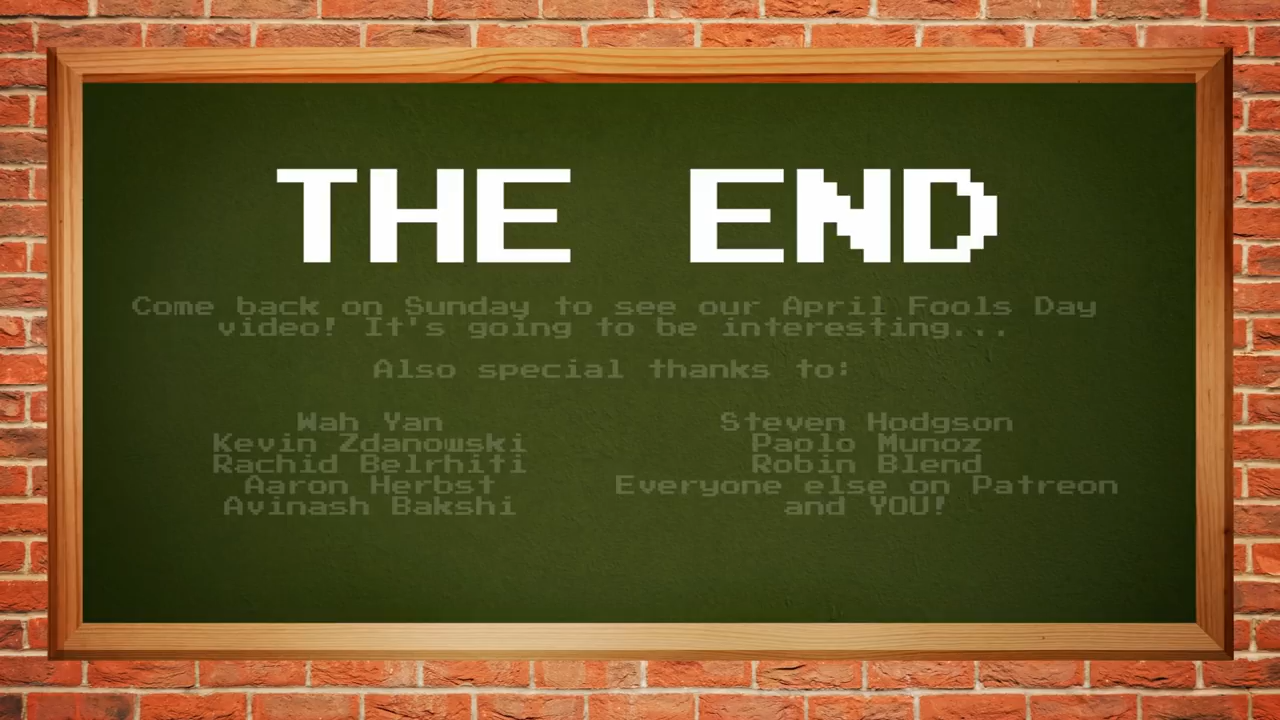 THE END
Come back on Sunday to see our April Fools Day
video! It's going to be interesting...
Also special thanks to:
Wah Yan
Kevin Zdanowski
Rachid Belrhiti
Aaron Herbst
Avinash Bakshi
Steven Hodgson
Paolo Munoz
Robin Blend
Everyone else on Patreon
and YOU!